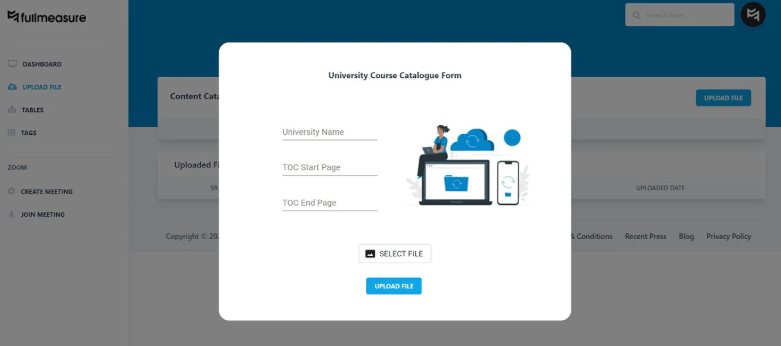 fullmeasure
Search here
DASHBOARD
UPLOAD FILE
TABLES
TAGS
ZOOM
CREATE MEETING
JOIN MEETING
Content Cata
UPLOAD FILE
Uploaded Fi
UPLOADED DATE
University Course Catalogue Form
University Name
TOC Start Page
TOC End Page
SELECT FILE
UPLOAD FILE
Copyright © 202
& Conditions Recent Press Blog Privacy Policy